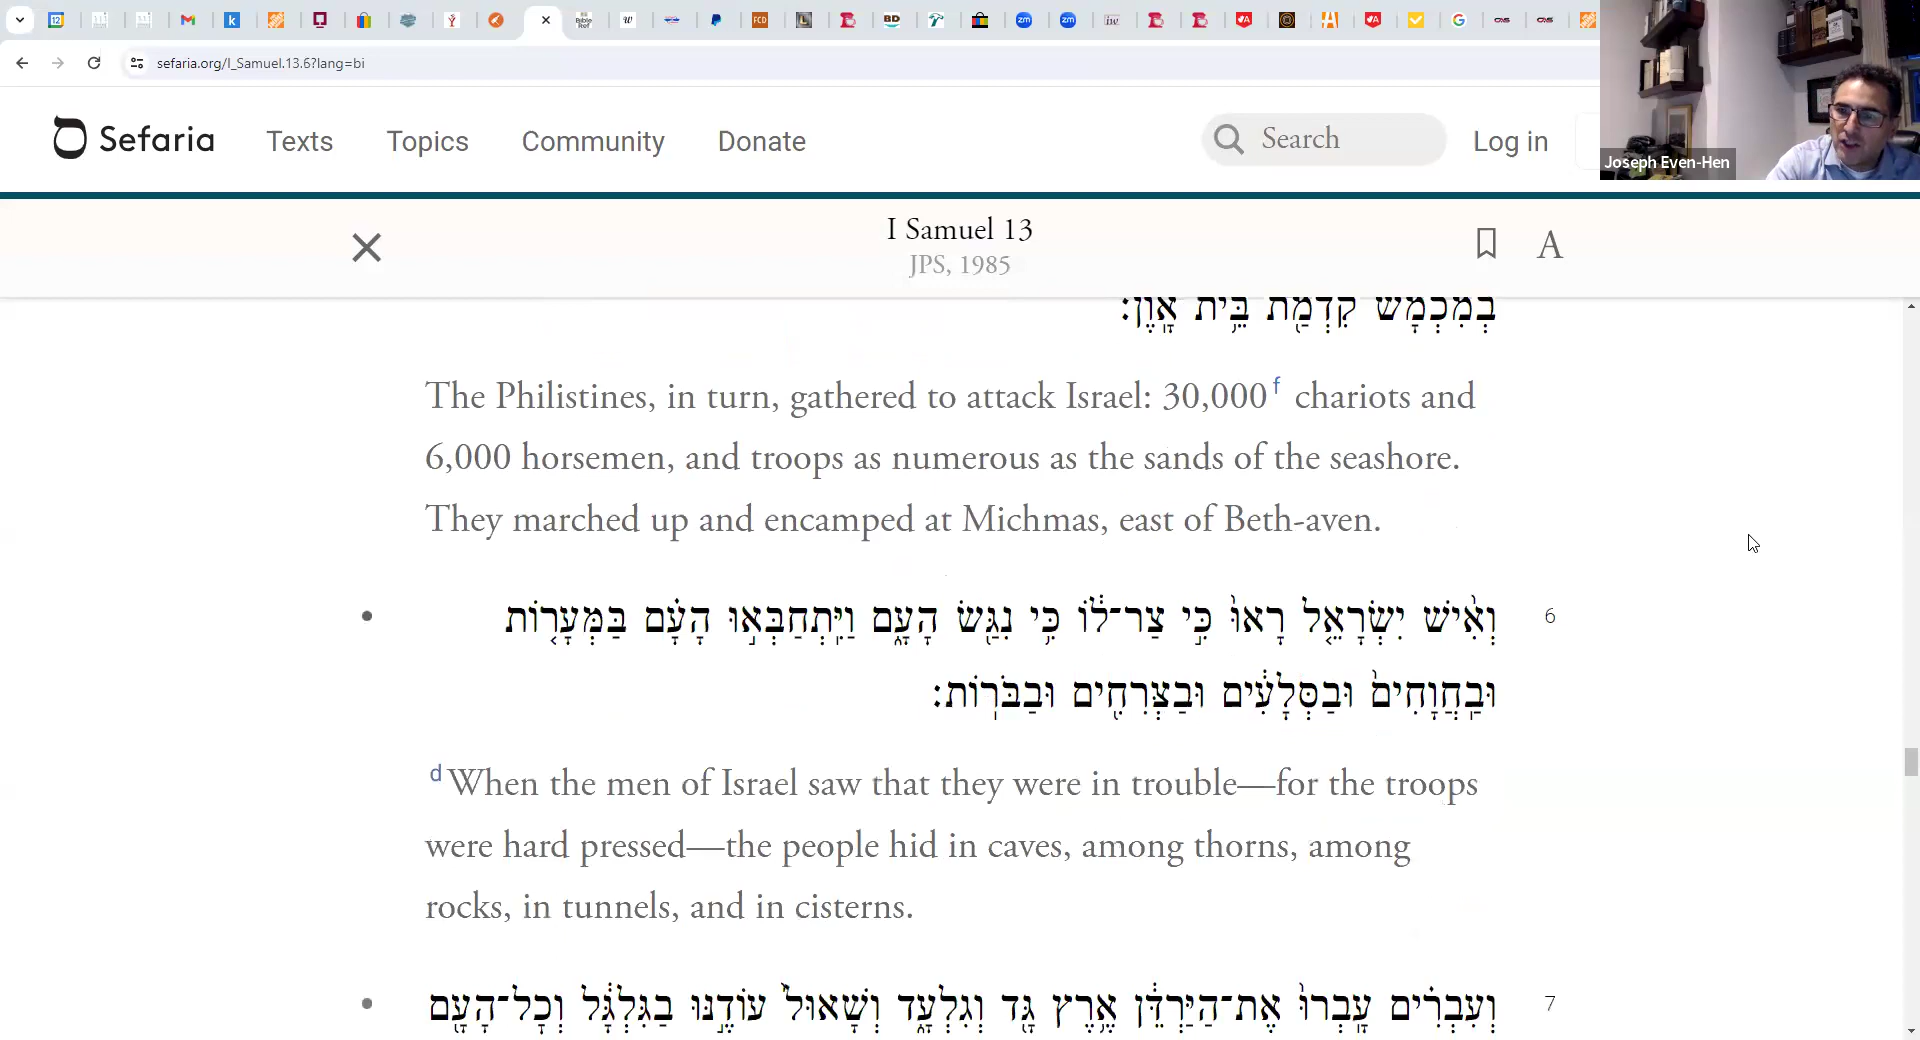 sefaria.org/I_Samuel.13.6?lang=bi
Sefaria Texts Topics Community Donate Search Log in
Joseph Even-Hen
I Samuel 13
JPS, 1985
A
בְמִכְמָשׂ קִדְמַ֖ת בֵּ֥ית אָֽוֶן׃
The Philistines, in turn, gathered to attack Israel: 30,000 f chariots and
6,000 horsemen, and troops as numerous as the sands of the seashore.
They marched up and encamped at Michmas, east of Beth-aven.
6
וְאִ֨ישׁ יִשְׂרָאֵ֤ל רָאוּ֙ כִּ֣י צַר־ל֔וֹ כִּ֥י נִגַּ֖שׂ הָעָ֑ם וַיִּֽתְחַבְּא֣וּ הָעָ֗ם בַּמְּעָר֤וֹת
וּבַֽחֲוָחִים֙ וּבַסְּלָעִ֔ים וּבַצְּרִחִ֖ים וּבַבֹּרֽוֹת׃
d When the men of Israel saw that they were in trouble—for the troops
were hard pressed—the people hid in caves, among thorns, among
rocks, in tunnels, and in cisterns.
7
וְעִבְרִ֗ים עָֽבְרוּ֙ אֶת־הַיַּרְדֵּ֔ן אֶ֥רֶץ גָּ֖ד וְגִלְעָ֑ד וְשָׁאוּל֙ עוֹדֶ֣נּוּ בַגִּלְגָּ֔ל וְכׇל־הָעָ֖ם